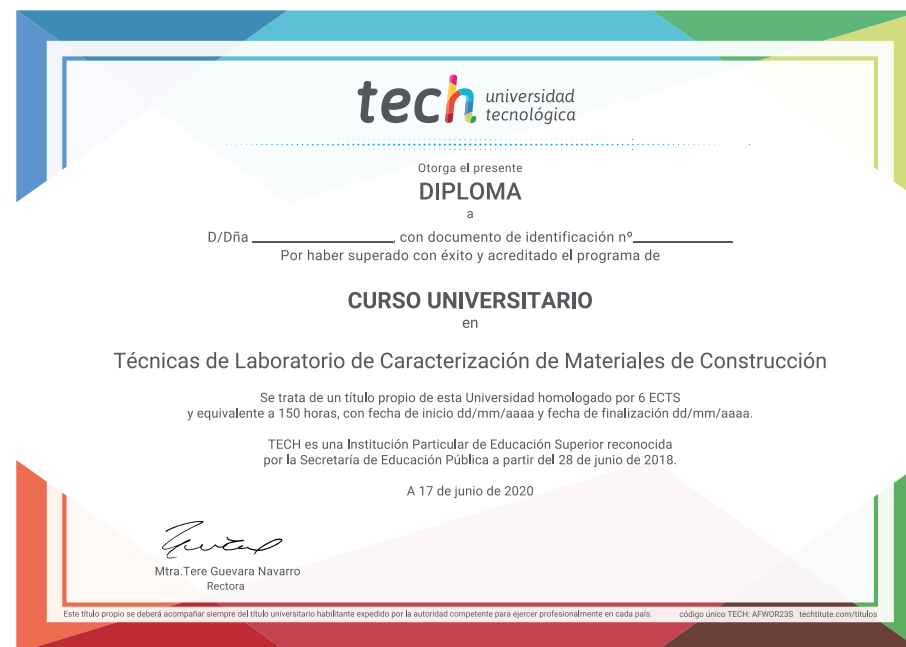 tech universidad
tecnológica
Otorga el presente
DIPLOMA
a
D/Dña ____________________, con documento de identificación nº______________
Por haber superado con éxito y acreditado el programa de
CURSO UNIVERSITARIO
en
Técnicas de Laboratorio de Caracterización de Materiales de Construcción
Se trata de un título propio de esta Universidad homologado por 6 ECTS
y equivalente a 150 horas, con fecha de inicio dd/mm/aaaa y fecha de finalización dd/mm/aaaa.
TECH es una Institución Particular de Educación Superior reconocida
por la Secretaría de Educación Pública a partir del 28 de junio de 2018.
A 17 de junio de 2020
Mtra.Tere Guevara Navarro
Rectora
Este título propio se deberá acompañar siempre del título universitario habilitante expedido por la autoridad competente para ejercer profesionalmente en cada país. código único TECH: AFWOR23S techtitute.com/títulos